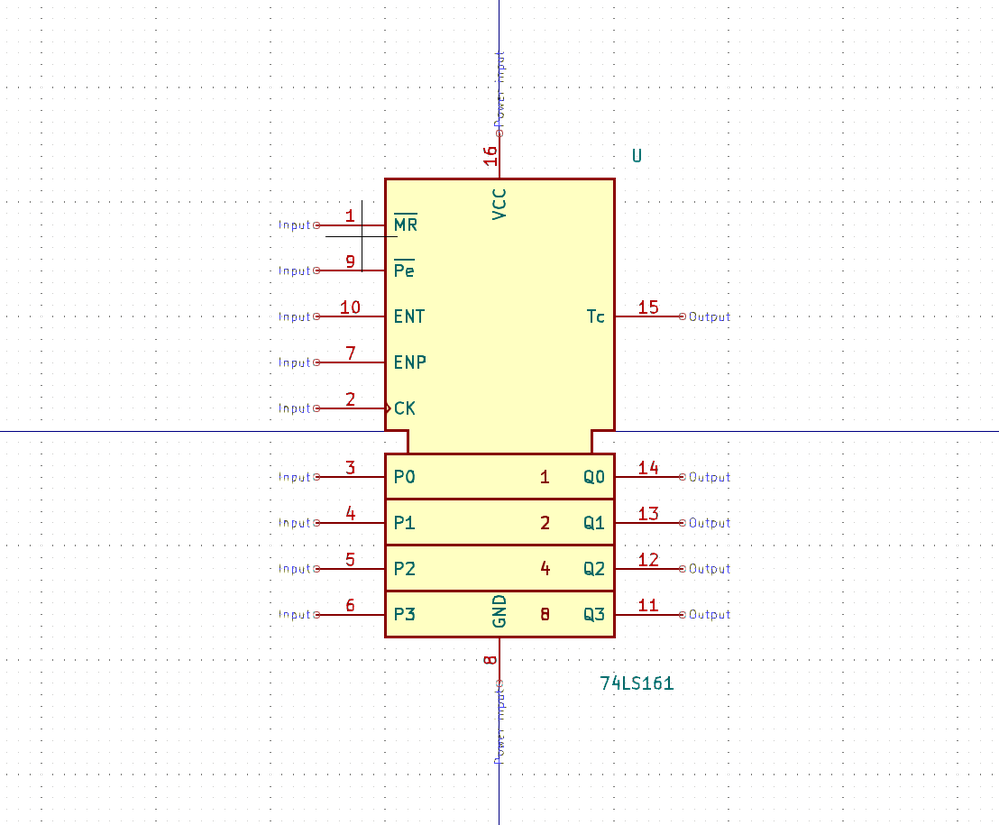 Power input
16
U
VCC
Input 1 MR
Input 9 Pe
Input 10 ENT Tc 15 Output
Input 7 ENP
Input 2 CK
Input 3 P0 1 Q0 14 Output
Input 4 P1 2 Q1 13 Output
Input 5 P2 4 Q2 12 Output
Input 6 P3 GND 8 Q3 11 Output
8
74LS161
Power input